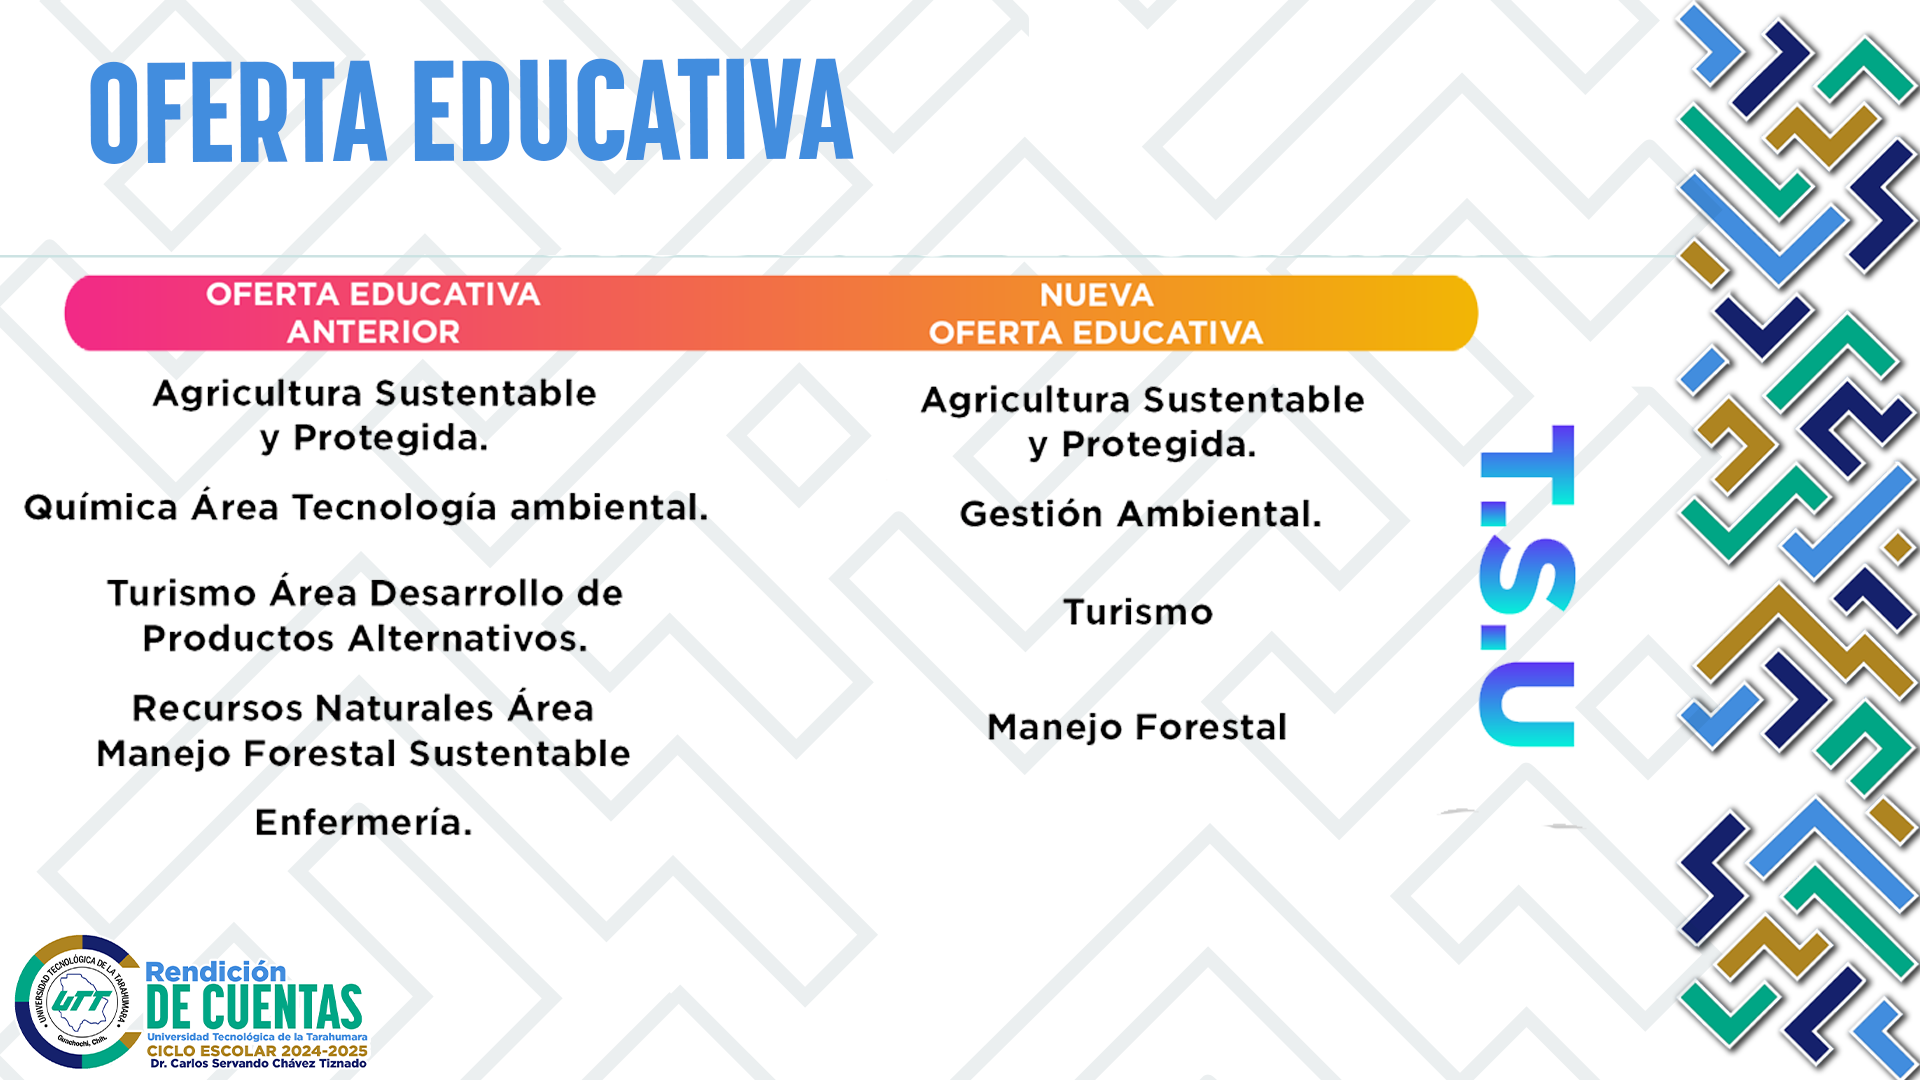 OFERTA EDUCATIVA
OFERTA EDUCATIVA
ANTERIOR
NUEVA
OFERTA EDUCATIVA
Agricultura Sustentable
y Protegida.
Química Área Tecnología ambiental.
Turismo Área Desarrollo de
Productos Alternativos.
Recursos Naturales Área
Manejo Forestal Sustentable
Enfermería.
Agricultura Sustentable
y Protegida.
Gestión Ambiental.
Turismo
Manejo Forestal
T.S.U
UNIVERSIDAD TECNOLÓGICA DE LA TARAHUMARA
UTT
Guachochi, Chih.
Rendición
DE CUENTAS
Universidad Tecnológica de la Tarahumara
CICLO ESCOLAR 2024-2025
Dr. Carlos Servando Chávez Tiznado